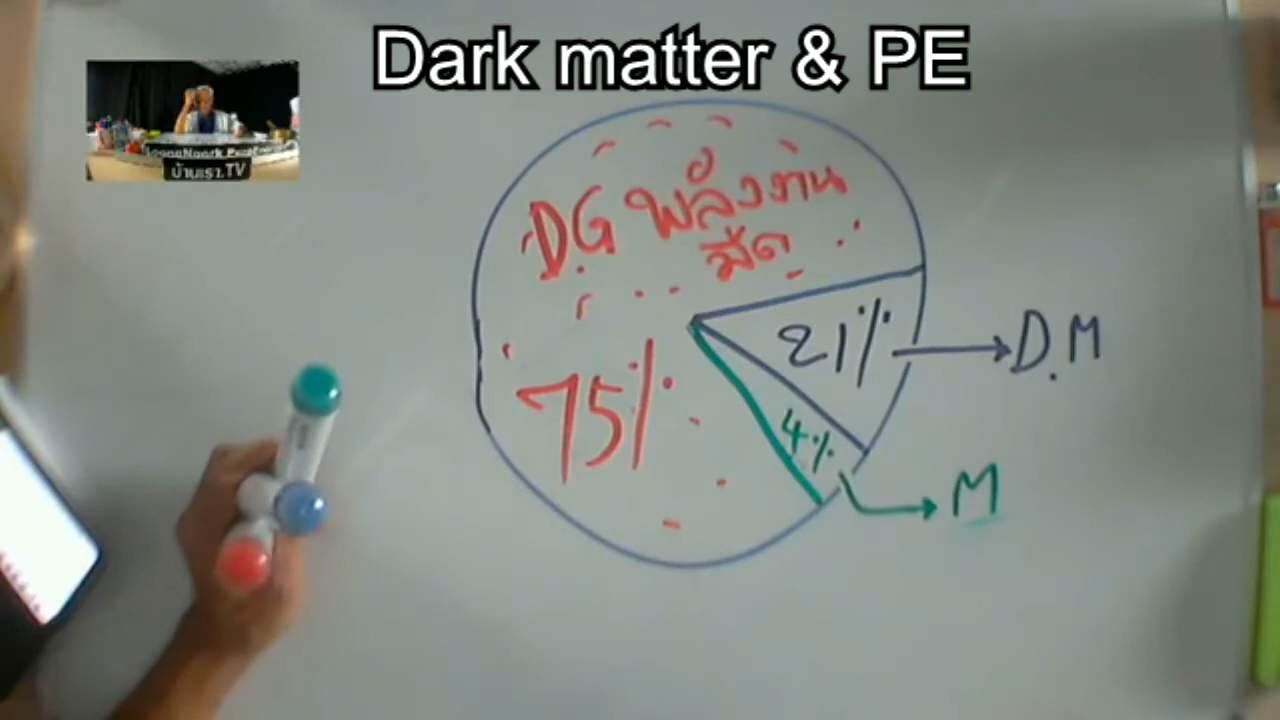 Dark matter & PE
บ้านเรา.TV
D.G พลังงาน
มืด
21%
D.M
75%
4%
M